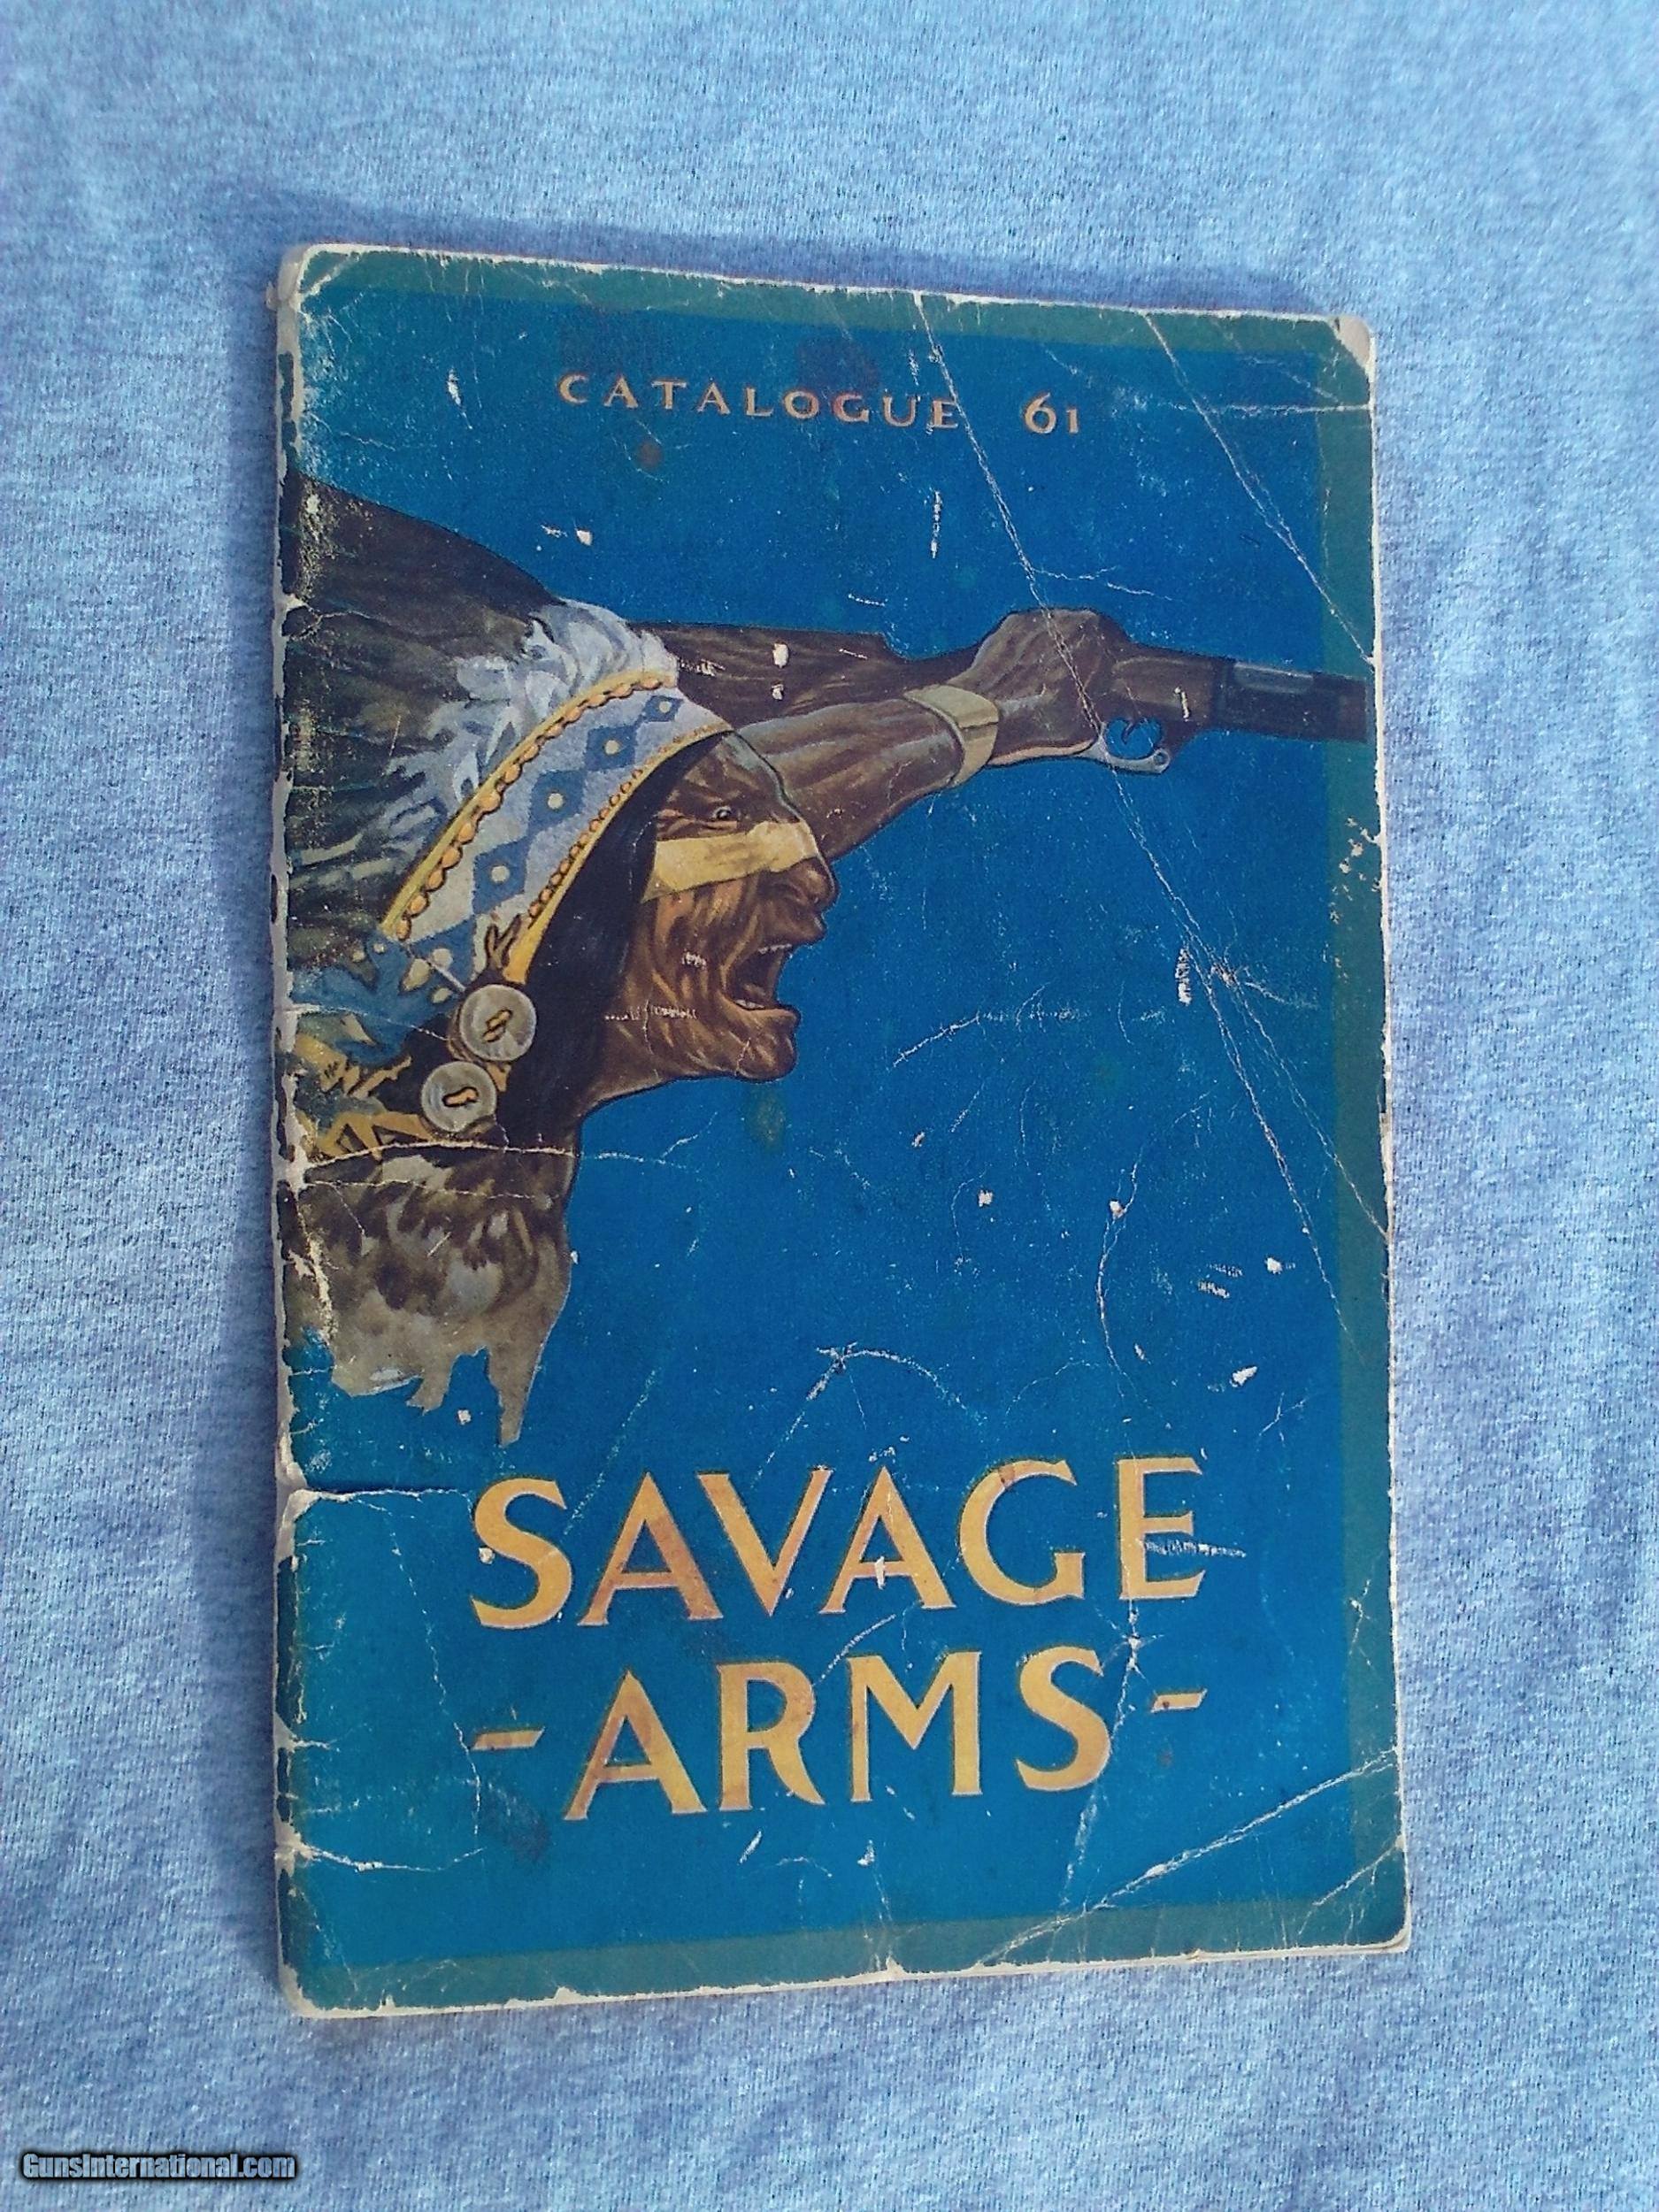 CATALOGUE 61
SAVAGE
-ARMS-
GunsInternational.com